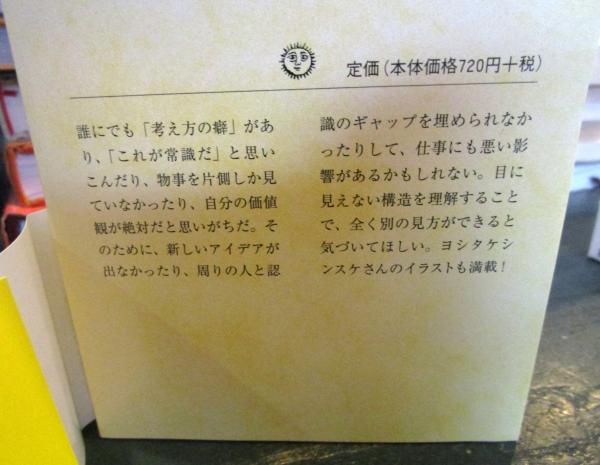 定価(本体価格720円+税)
誰にでも「考え方の癖」があ
り、「これが常識だ」と思い
こんだり、物事を片側しか見
ていなかったり、自分の価値
観が絶対だと思いがちだ。そ
のために、新しいアイデアが
出なかったり、周りの人と認
識のギャップを埋められなか
ったりして、仕事にも悪い影
響があるかもしれない。目に
見えない構造を理解すること
で、全く別の見方ができると
気づいてほしい。ヨシタケシ
ンスケさんのイラストも満載!